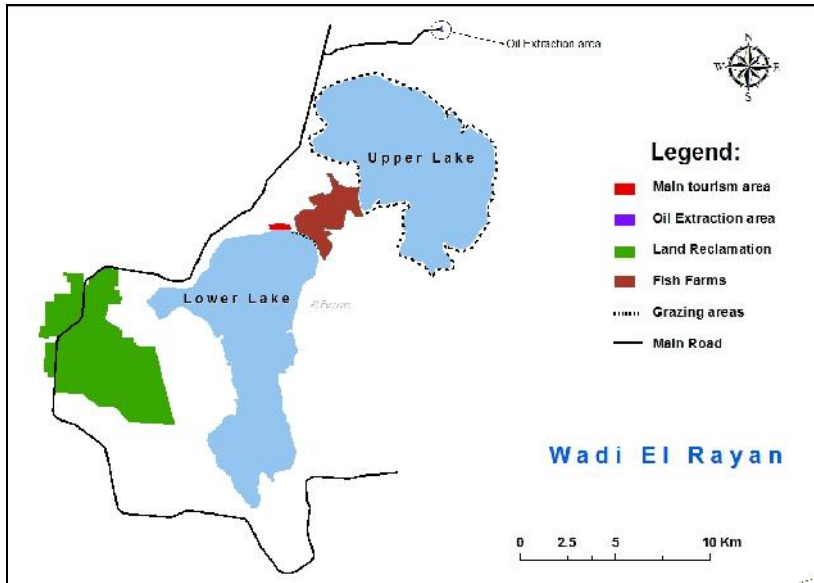 Oil Extraction area
N
W E
S
Upper Lake
Legend:
Main tourism area
Oil Extraction area
Land Reclamation
Fish Farms
Grazing areas
Main Road
Lower Lake
Wadi El Rayan
0 2.5 5 10 Km